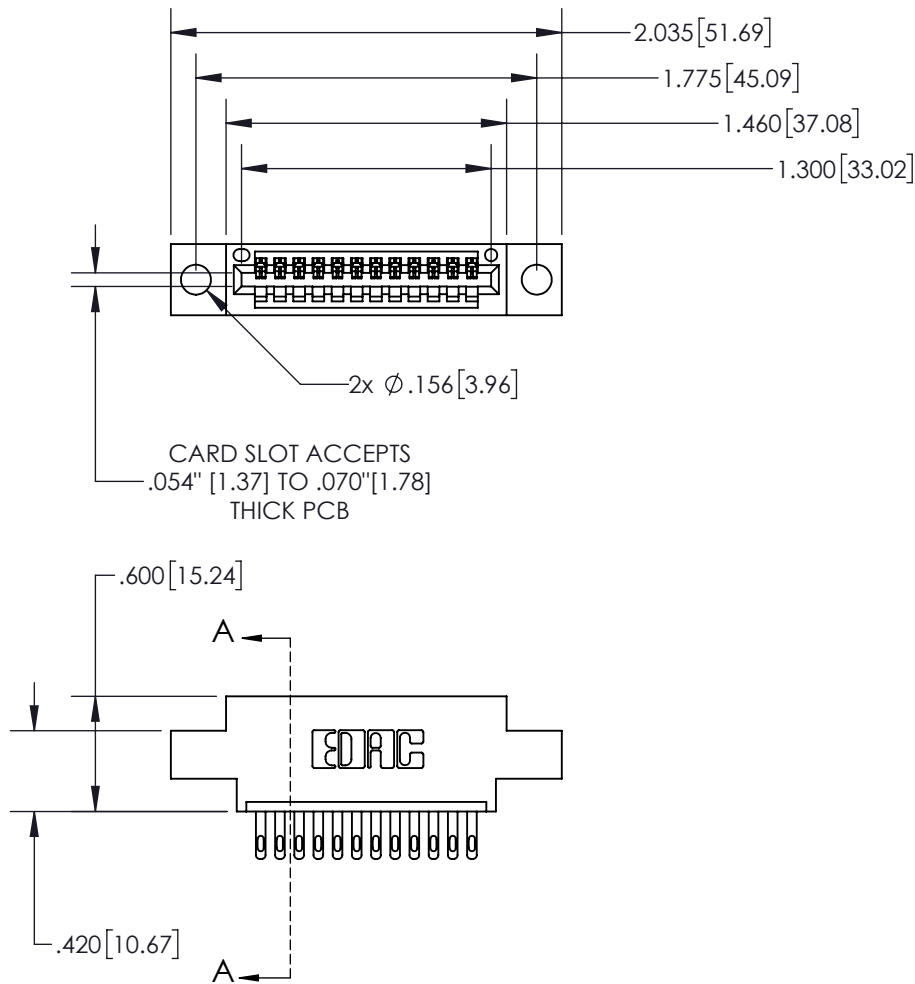 2.035[51.69]
1.775[45.09]
1.460[37.08]
1.300[33.02]
2x ∅.156[3.96]
CARD SLOT ACCEPTS
.054" [1.37] TO .070"[1.78]
THICK PCB
.600[15.24]
A
EDAC
.420[10.67]
A